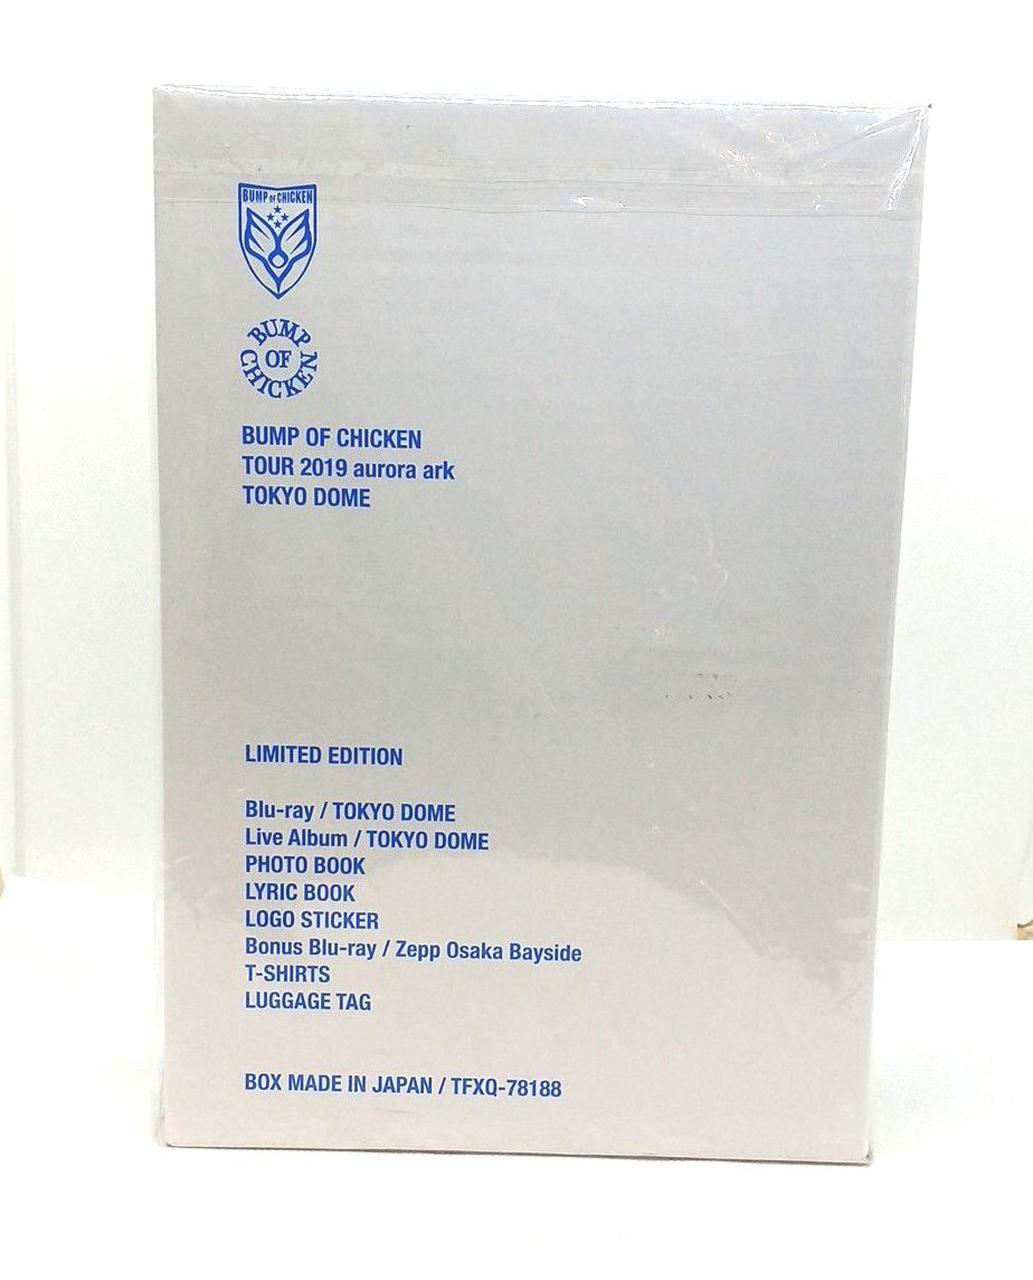 BUMP OF CHICKEN
BUMP OF CHICKEN
BUMP OF CHICKEN
TOUR 2019 aurora ark
TOKYO DOME
LIMITED EDITION
Blu-ray / TOKYO DOME
Live Album / TOKYO DOME
PHOTO BOOK
LYRIC BOOK
LOGO STICKER
Bonus Blu-ray / Zepp Osaka Bayside
T-SHIRTS
LUGGAGE TAG
BOX MADE IN JAPAN / TFXQ-78188